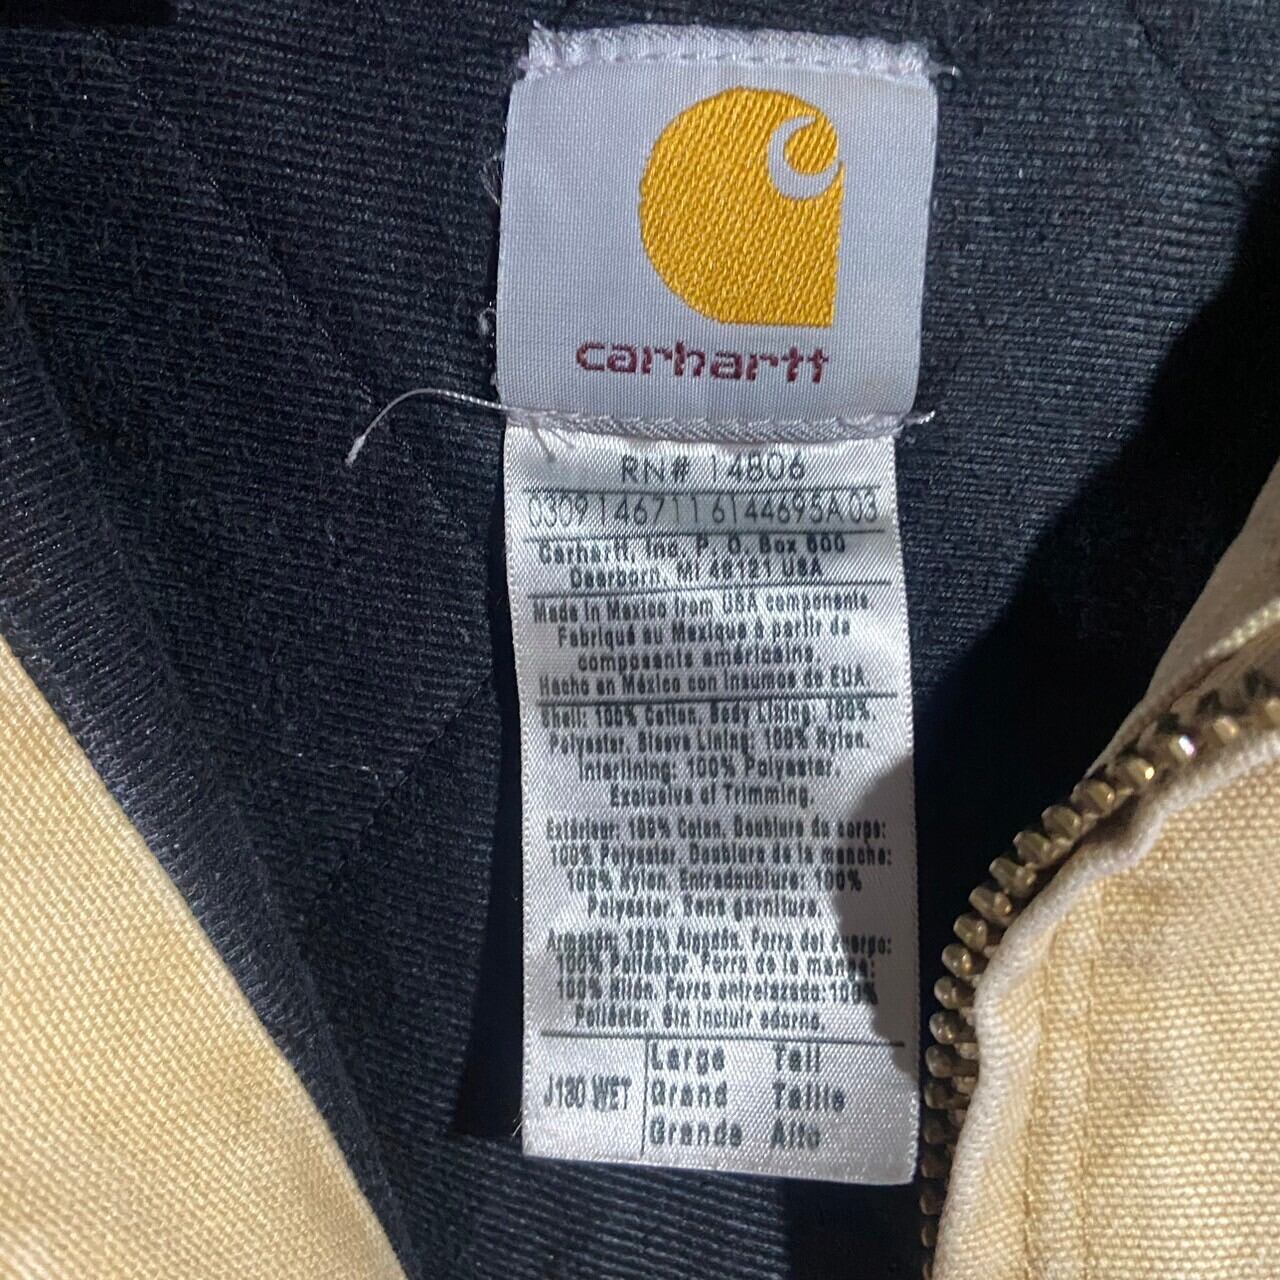 carhartt
RN# 14806
0309146711 6144695A 03
Carhartt, Inc. P. O. Box 600
Dearborn, MI 48121 USA
Made in Mexico from USA components.
Fabriqué au Mexique à partir de
composants américains.
Hecho en México con insumos de EUA.
Shell: 100% Cotton. Body Lining: 100%.
Polyester. Sleeve Lining: 100% Nylon.
Interlining: 100% Polyester.
Exclusive of Trimming.
Extérieur: 100% Coton. Doublure du corps:
100% Polyester. Doublure de la manche:
100% Nylon. Entredoublure: 100%
Polyester. Sans garniture.
Armazón: 100% Algodón. Forro del cuerpo:
100% Poliéster. Forro de la manga:
100% Nilón. Forro entrelazado: 100%
Poliéster. Sin incluir adorno.
J130 WET
Large Tall
Grand Taille
Grande Alto